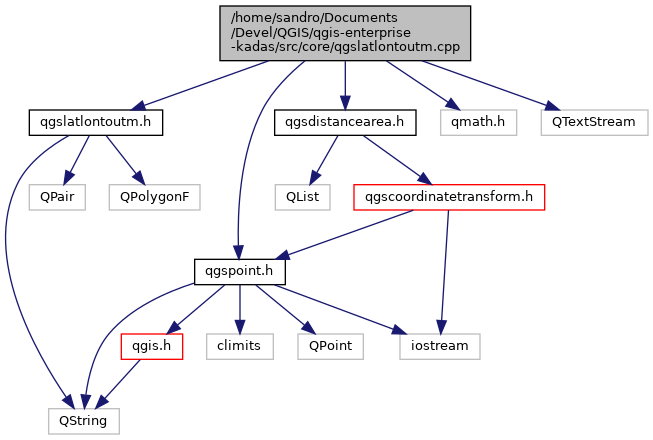 /home/sandro/Documents
/Devel/QGIS/qgis-enterprise
-kadas/src/core/qgslatlontoutm.cpp
qgslatlontoutm.h
qgsdistancearea.h
qmath.h
QTextStream
QPair
QPolygonF
QList
qgscoordinatetransform.h
qgspoint.h
qgis.h
climits
QPoint
iostream
QString